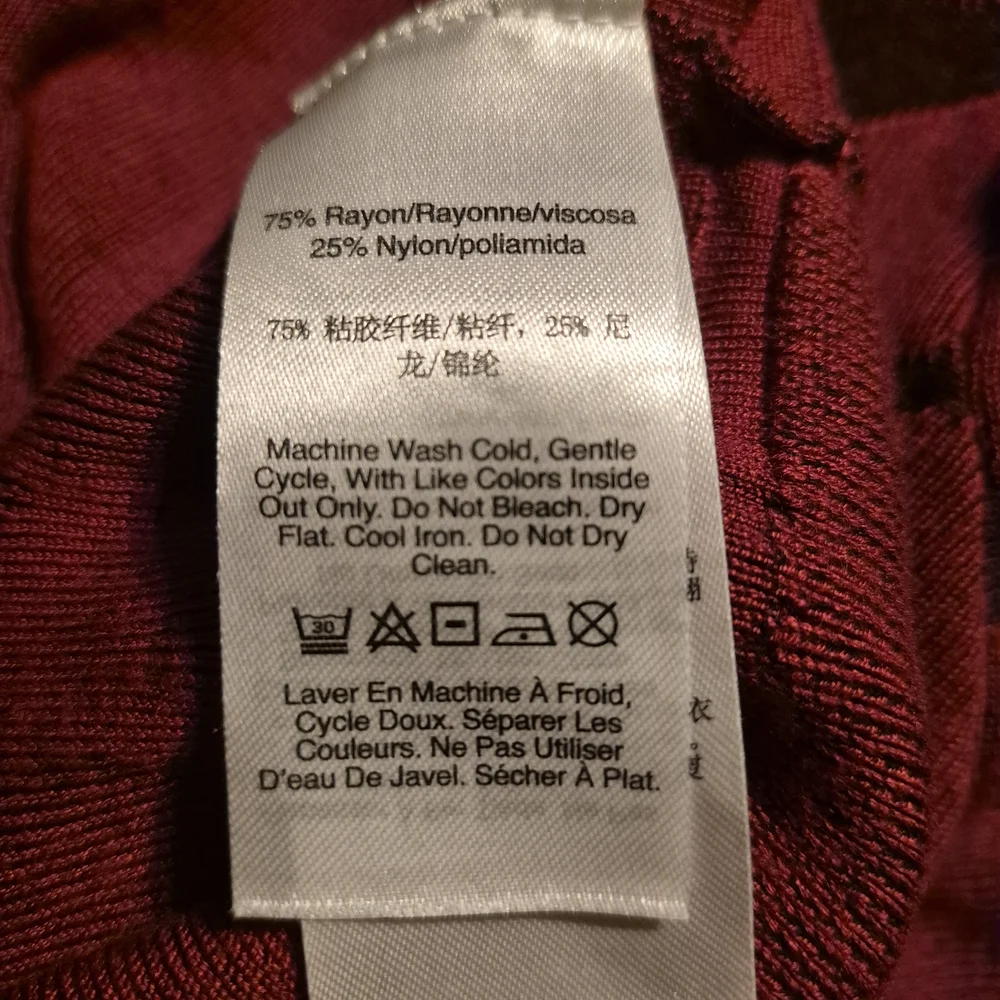 75% Rayon/Rayonne/viscosa
25% Nylon/poliamida
75% 粘胶纤维/粘纤，25% 尼
龙/锦纶
Machine Wash Cold, Gentle
Cycle, With Like Colors Inside
Out Only. Do Not Bleach. Dry
Flat. Cool Iron. Do Not Dry
Clean.
30
Laver En Machine À Froid,
Cycle Doux. Séparer Les
Couleurs. Ne Pas Utiliser
D'eau De Javel. Sécher À Plat.
衣